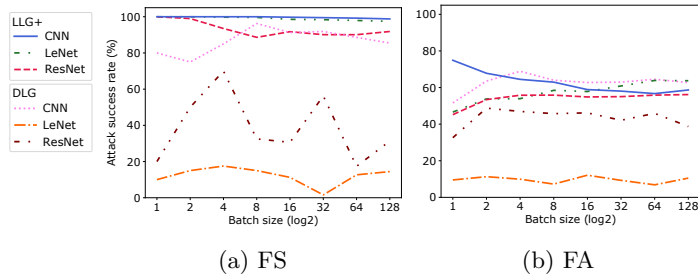 LLG+
CNN
LeNet
ResNet
DLG
CNN
LeNet
ResNet
Attack success rate (%)
100
80
60
40
20
0
1 2 4 8 16 32 64 128
Batch size (log2)
(a) FS
100
80
60
40
20
0
1 2 4 8 16 32 64 128
Batch size (log2)
(b) FA